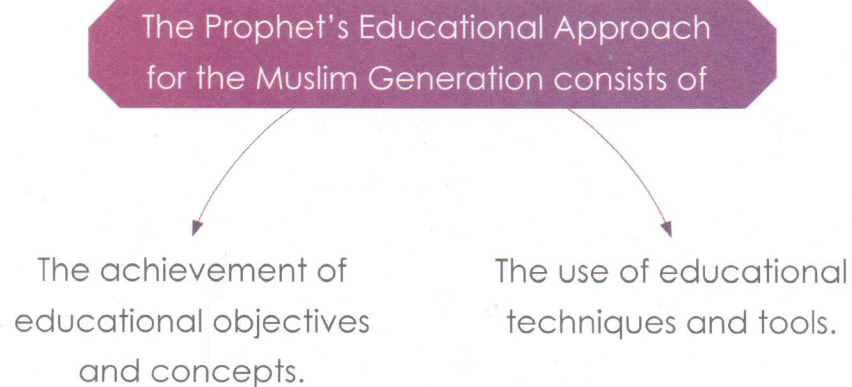 The Prophet's Educational Approach
for the Muslim Generation consists of
The achievement of
educational objectives
and concepts.
The use of educational
techniques and tools.